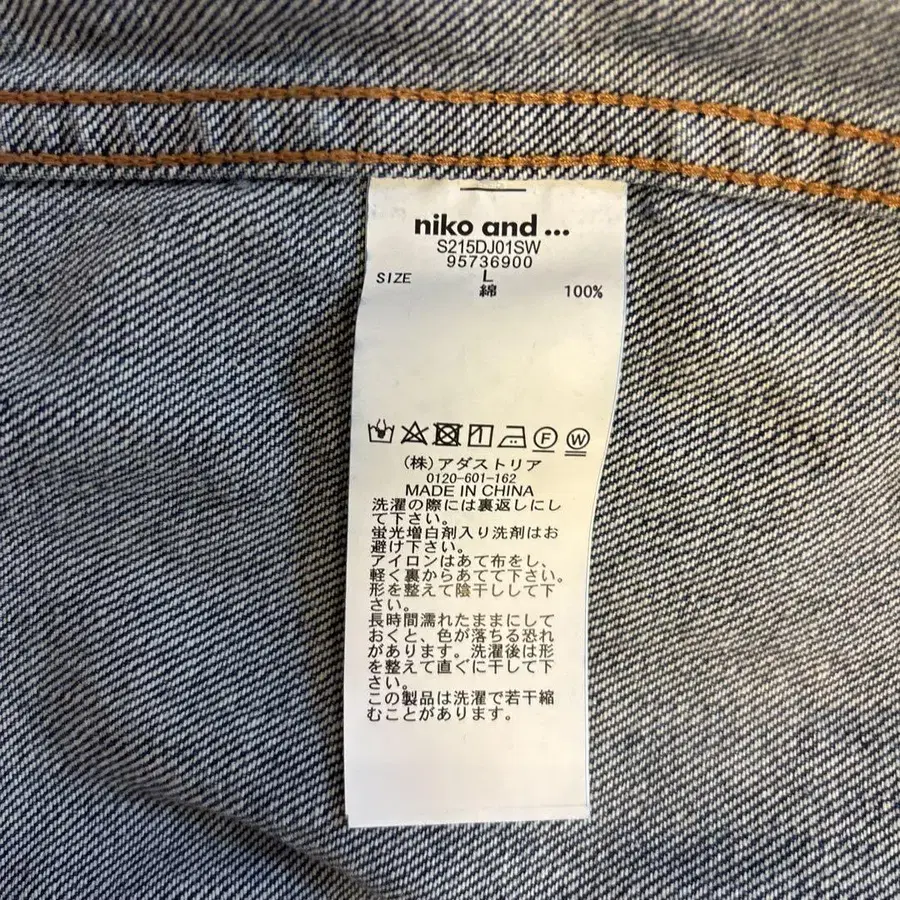 niko and ...
S215DJ01SW
95736900
SIZE L
綿 100%
F W
(株)アダストリア
0120-601-162
MADE IN CHINA
洗濯の際には裏返しにし
て下さい。
蛍光増白剤入り洗剤はお
避け下さい。
アイロンはあて布をし、
軽く裏からあてて下さい。
形を整えて陰干しして下
さい。
長時間濡れたままにして
おくと、色が落ちる恐れ
があります。洗濯後は形
を整えて直ぐに干して下
さい。
この製品は洗濯で若干縮
むことがあります。